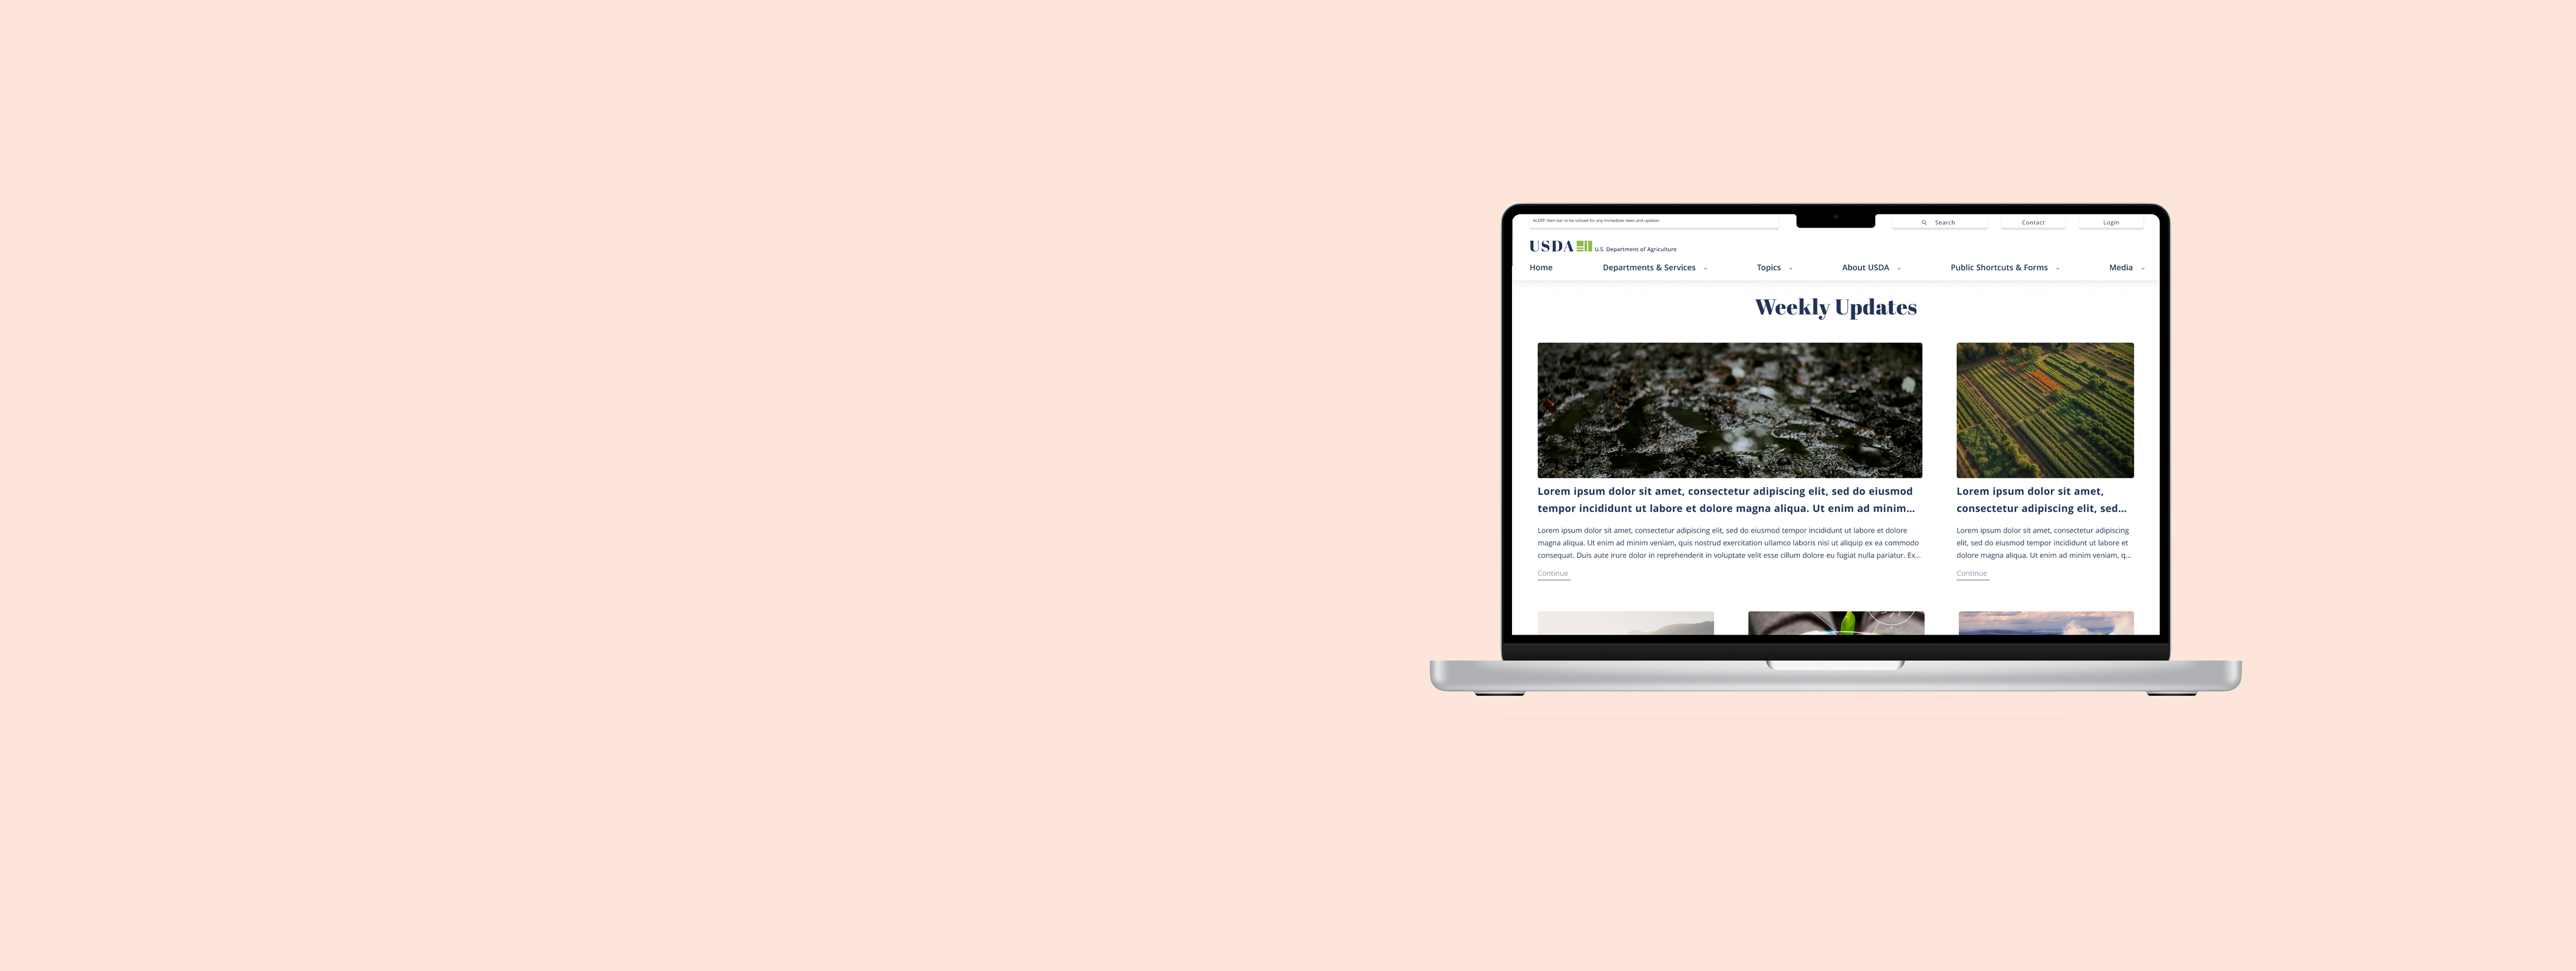 ALERT! Alert bar to be utilized for any immediate news and updates
Search
Contact
Login
USDA U.S. Department of Agriculture
Home
Departments & Services
Topics
About USDA
Public Shortcuts & Forms
Media
Weekly Updates
Lorem ipsum dolor sit amet, consectetur adipiscing elit, sed do eiusmod
tempor incididunt ut labore et dolore magna aliqua. Ut enim ad minim...
Lorem ipsum dolor sit amet, consectetur adipiscing elit, sed do eiusmod tempor incididunt ut labore et dolore
magna aliqua. Ut enim ad minim veniam, quis nostrud exercitation ullamco laboris nisi ut aliquip ex ea commodo
consequat. Duis aute irure dolor in reprehenderit in voluptate velit esse cillum dolore eu fugiat nulla pariatur. Ex...
Continue
Lorem ipsum dolor sit amet,
consectetur adipiscing elit, sed...
Lorem ipsum dolor sit amet, consectetur adipiscing
elit, sed do eiusmod tempor incididunt ut labore et
dolore magna aliqua. Ut enim ad minim veniam, q...
Continue